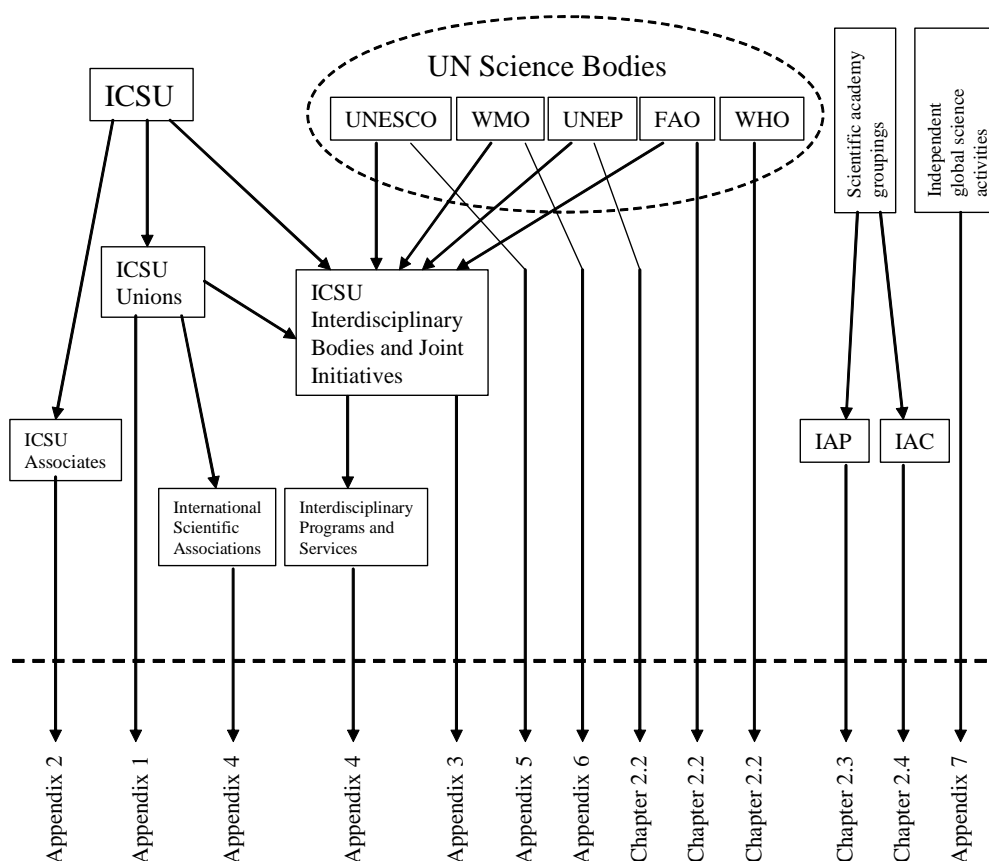 UN Science Bodies
ICSU
UNESCO
WMO
UNEP
FAO
WHO
Scientific academy
groupings
Independent
global science
activities
ICSU
Unions
ICSU
Interdisciplinary
Bodies and Joint
Initiatives
ICSU
Associates
IAP
IAC
International
Scientific
Associations
Interdisciplinary
Programs and
Services
Appendix 2
Appendix 1
Appendix 4
Appendix 4
Appendix 3
Appendix 5
Appendix 6
Chapter 2.2
Chapter 2.2
Chapter 2.2
Chapter 2.3
Chapter 2.4
Appendix 7